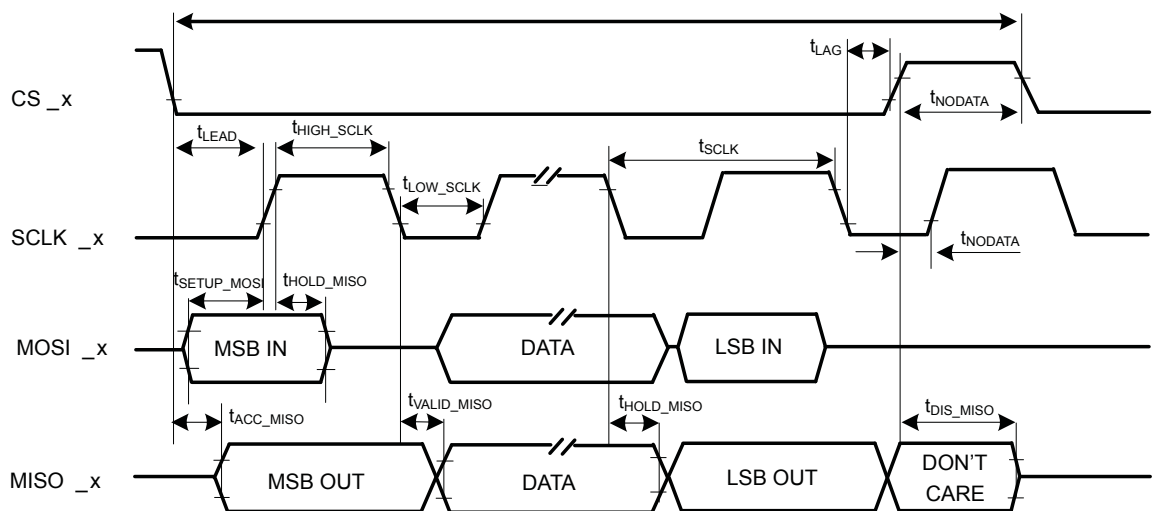 tLAG
CS _x
tNODATA
tLEAD
tHIGH_SCLK
tSCLK
tLOW_SCLK
SCLK _x
tNODATA
tSETUP_MOSI
tHOLD_MISO
MOSI _x
MSB IN
DATA
LSB IN
tACC_MISO
tVALID_MISO
tHOLD_MISO
tDIS_MISO
MISO _x
MSB OUT
DATA
LSB OUT
DON'T
CARE